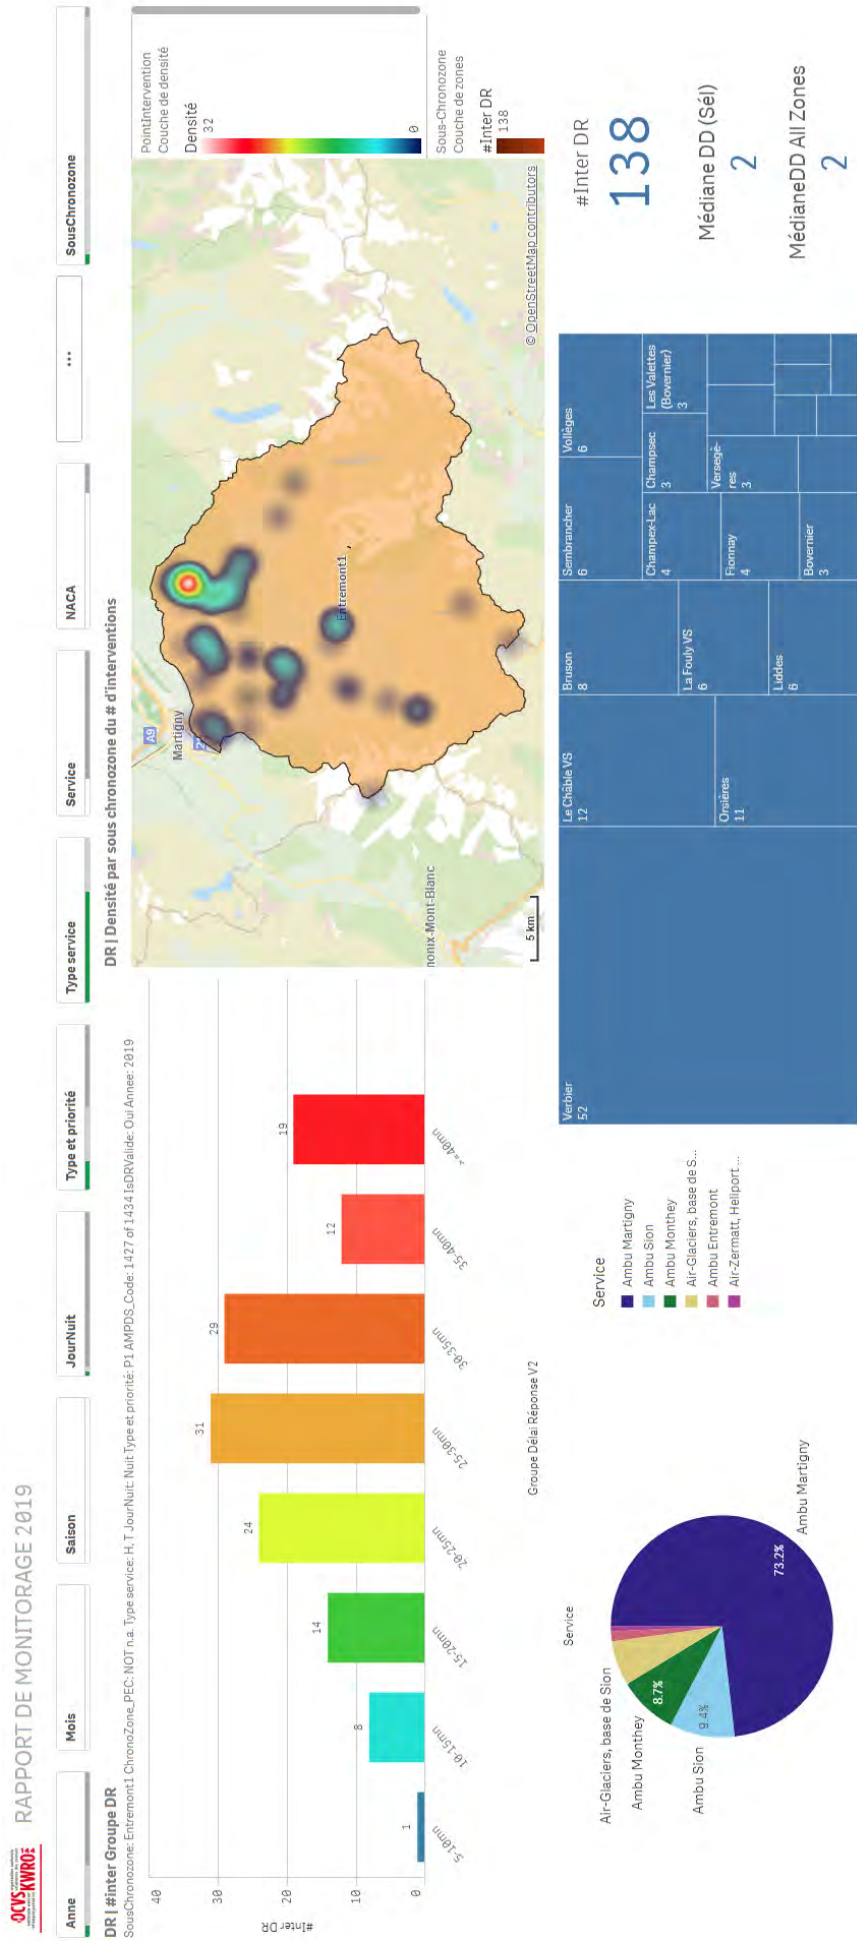 OCVS
KWRO
RAPPORT DE MONITORAGE 2019
Anne
Mois
Saison
JourNuit
Type et priorité
Type service
Service
NACA
...
SousChronozone
DR | #inter Groupe DR
SousChronozone: Entremont1 ChronoZone_PEC: NOT n.a. Type service: H, T JourNuit: Nuit Type et priorité: P1 AMPDS_Code: 1427 of 1434 IsDRValide: Oui Annee: 2019
#Inter DR
40
30
20
10
0
1
8
14
24
31
29
12
19
5-10mn
10-15mn
15-20mn
20-25mn
25-30mn
30-35mn
35-40mn
>=40mn
Groupe Délai Réponse V2
DR | Densité par sous chronozone du # d'interventions
A9
Martigny
Entremont1
nonix-Mont-Blanc
5 km
© OpenStreetMap contributors
PointIntervention
Couche de densité
Densité
32
0
Sous-Chronozone
Couche de zones
#Inter DR
138
Service
Air-Glaciers, base de Sion
Ambu Monthey
8.7%
Ambu Sion
9.4%
73.2%
Ambu Martigny
Service
Ambu Martigny
Ambu Sion
Ambu Monthey
Air-Glaciers, base de S...
Ambu Entremont
Air-Zermatt, Heliport ...
Verbier
52
Le Châble VS
12
Orsières
11
Bruson
8
La Fouly VS
6
Liddes
6
Sembrancher
6
Vollèges
6
Champex-Lac
4
Fionnay
4
Bovernier
3
Champsec
3
Les Valettes
(Bovernier)
3
Versegè-
res
3
#Inter DR
138
Médiane DD (Sél)
2
MédianeDD All Zones
2